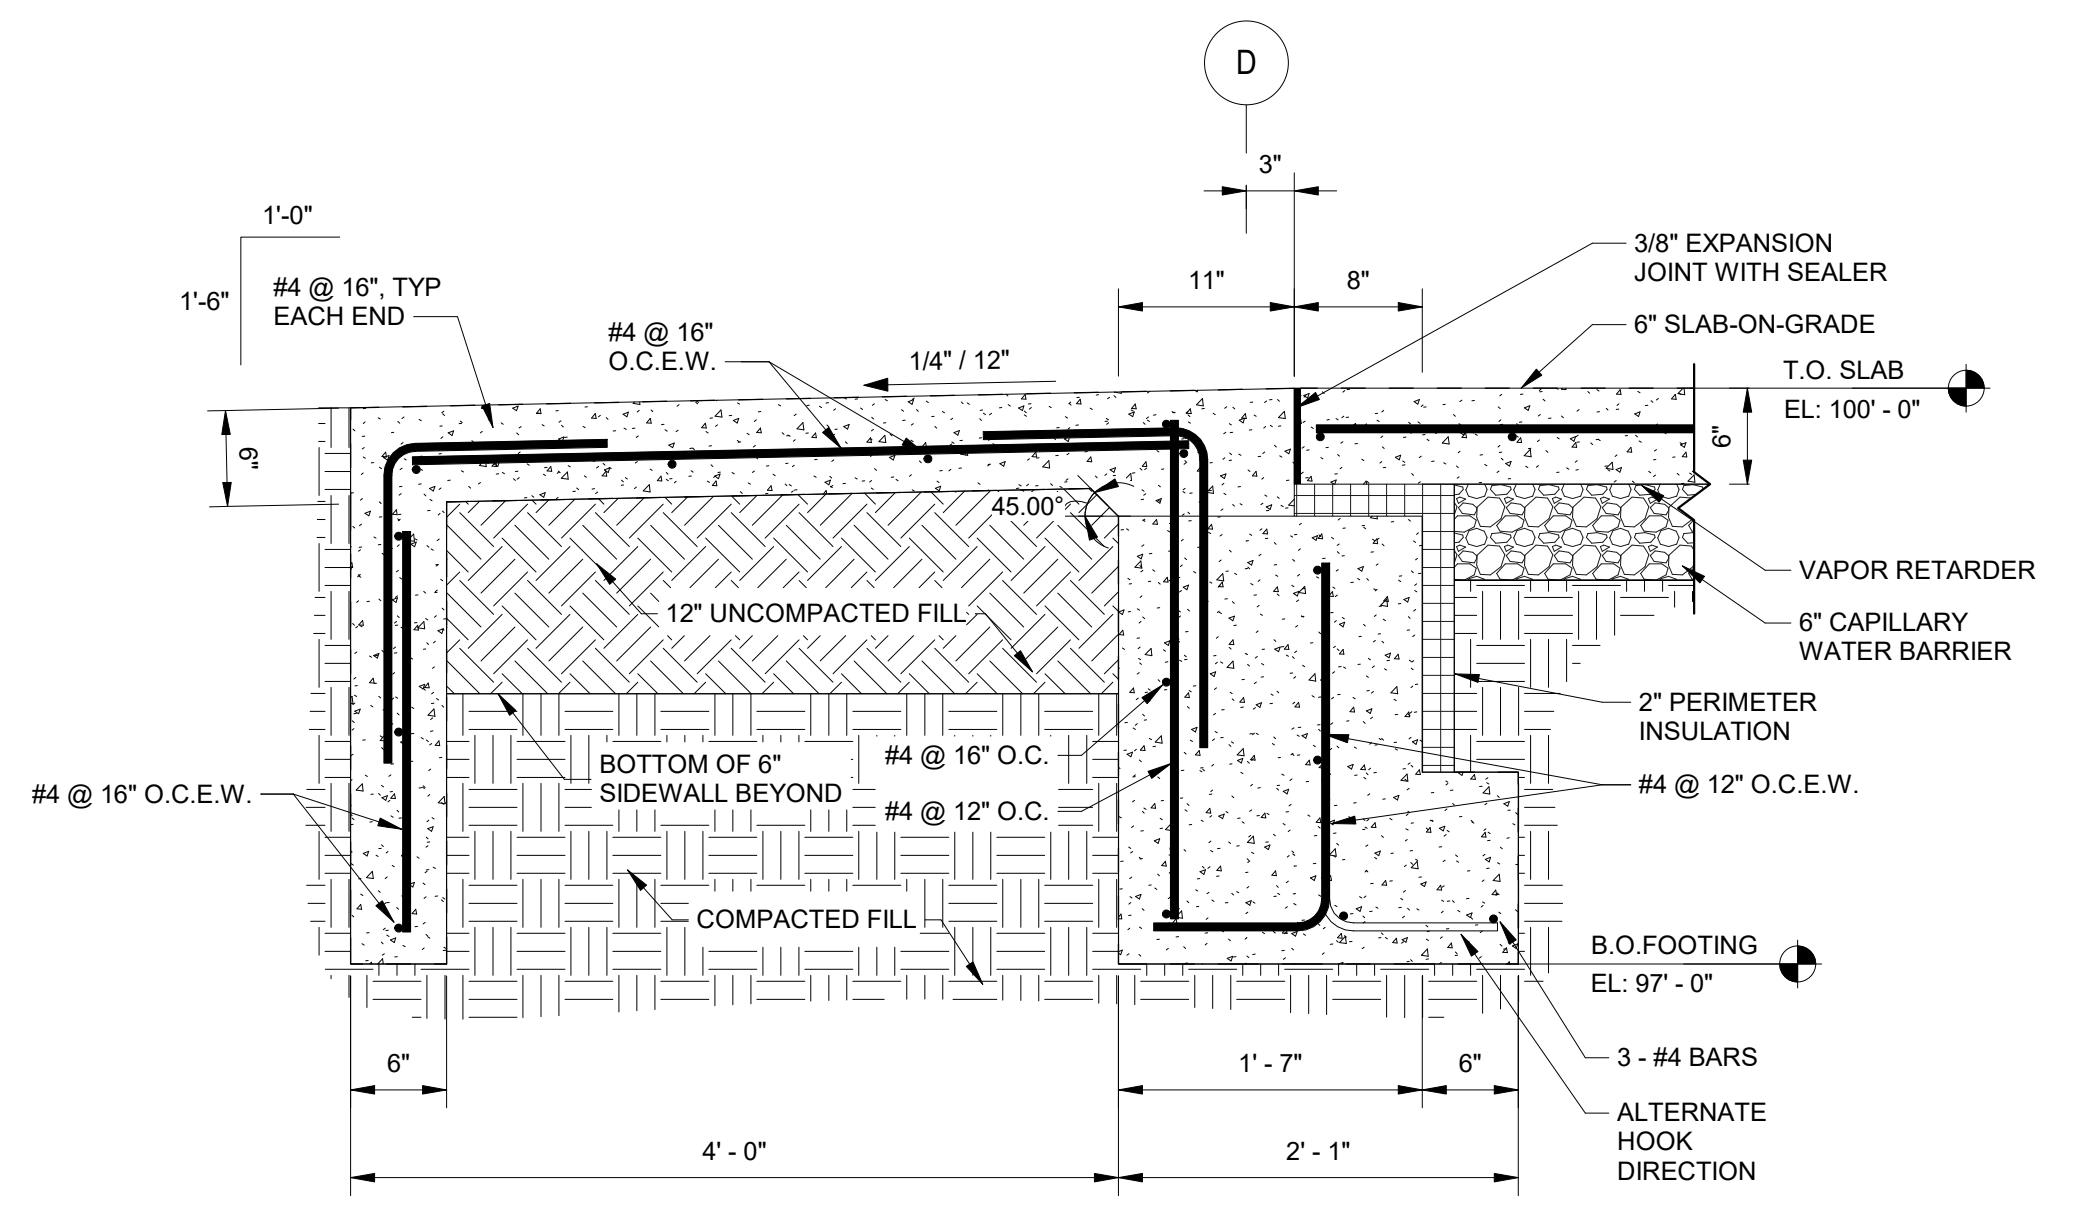 D
3"
1'-0"
1'-6"
#4 @ 16", TYP
EACH END
#4 @ 16"
O.C.E.W.
1/4" / 12"
11"
8"
3/8" EXPANSION
JOINT WITH SEALER
6" SLAB-ON-GRADE
T.O. SLAB
EL: 100' - 0"
6"
6"
45.00°
12" UNCOMPACTED FILL
VAPOR RETARDER
6" CAPILLARY
WATER BARRIER
2" PERIMETER
INSULATION
BOTTOM OF 6"
SIDEWALL BEYOND
#4 @ 16" O.C.
#4 @ 12" O.C.
#4 @ 16" O.C.E.W.
#4 @ 12" O.C.E.W.
COMPACTED FILL
B.O.FOOTING
EL: 97' - 0"
6"
1' - 7"
6"
3 - #4 BARS
4' - 0"
2' - 1"
ALTERNATE
HOOK
DIRECTION